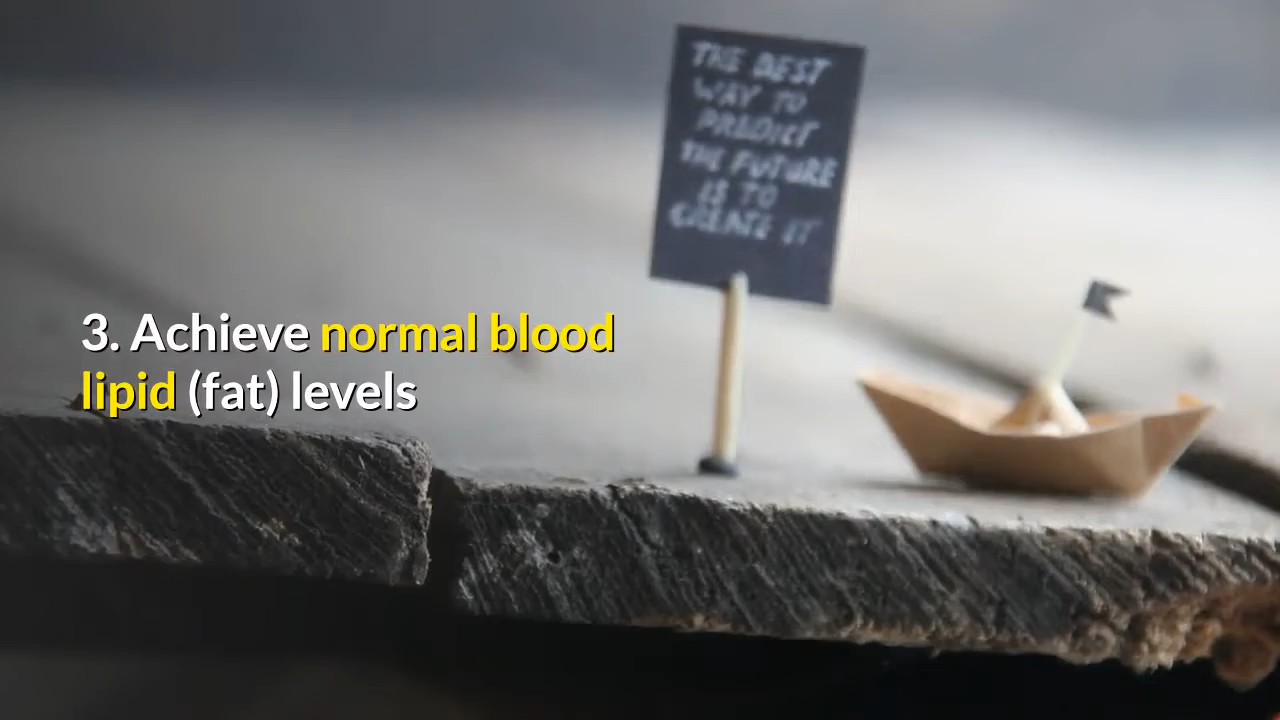 THE BEST
WAY TO
PREDICT
THE FUTURE
IS TO
CREATE IT
3. Achieve normal blood
lipid (fat) levels